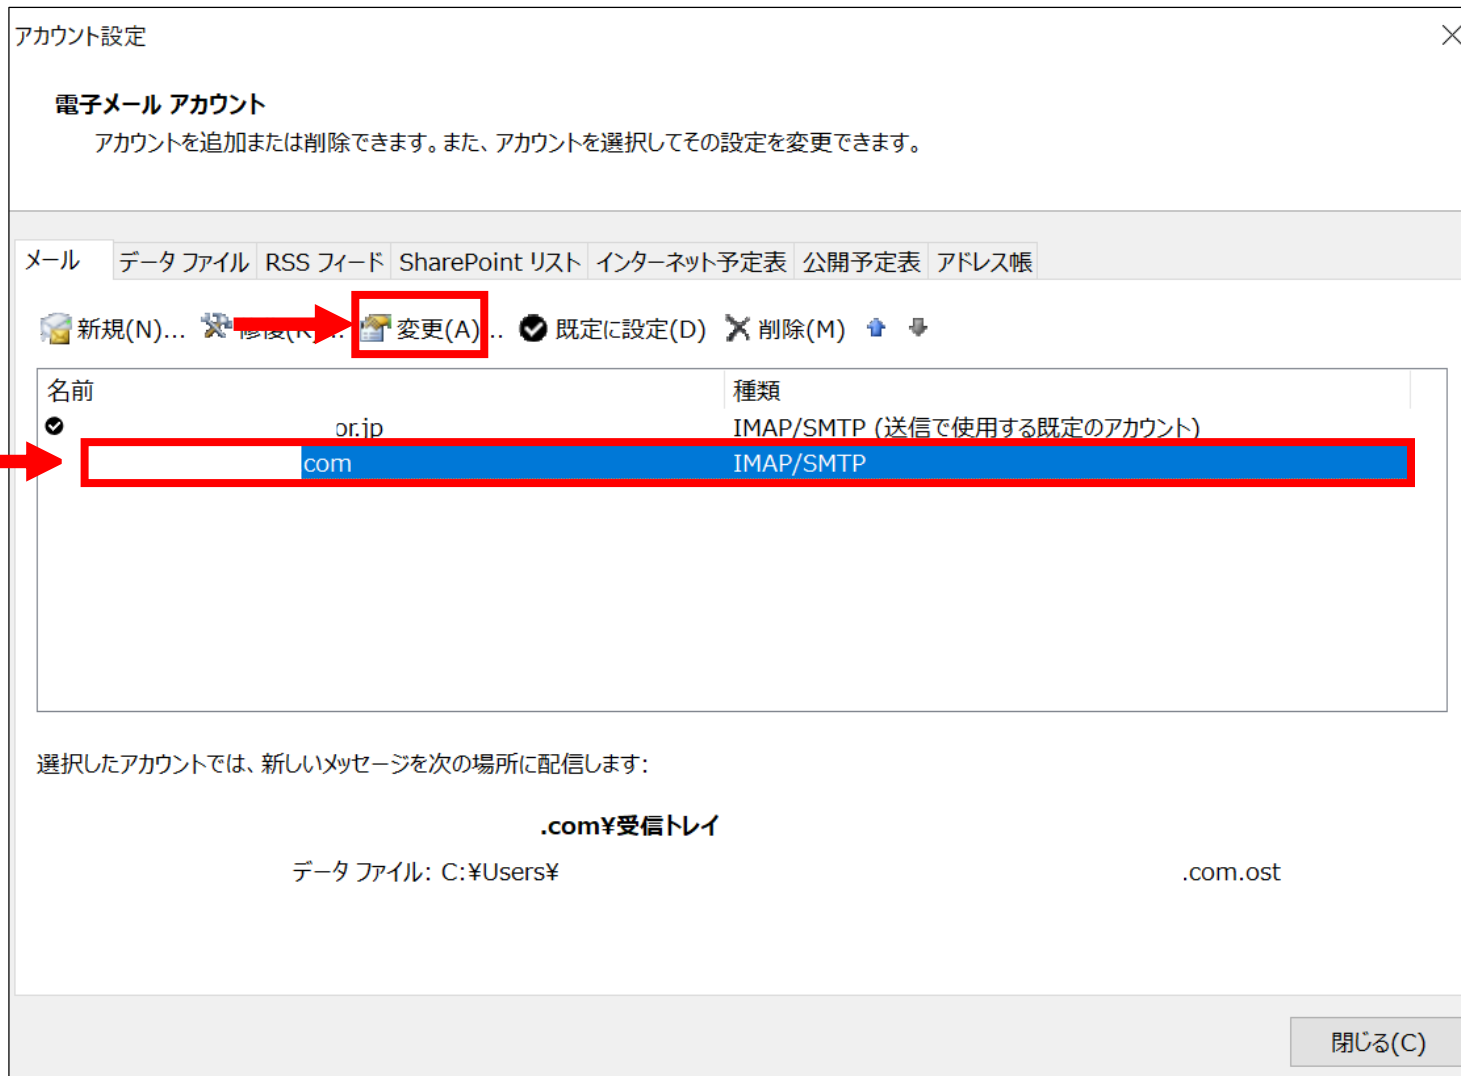 アカウント設定
電子メール アカウント
アカウントを追加または削除できます。また、アカウントを選択してその設定を変更できます。
メール データ ファイル RSS フィード SharePoint リスト インターネット予定表 公開予定表 アドレス帳
新規(N)... 変更(A)... 既定に設定(D) 削除(M)
名前 種類
or.jp IMAP/SMTP (送信で使用する既定のアカウント)
com IMAP/SMTP
選択したアカウントでは、新しいメッセージを次の場所に配信します:
.com¥受信トレイ
データ ファイル: C:¥Users¥ .com.ost
閉じる(C)